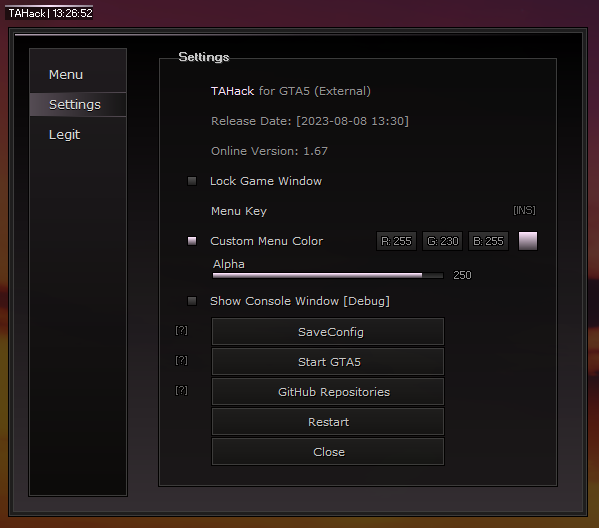 TAHack | 13:26:52
Menu
Settings
Legit
Settings
TAHack for GTA5 (External)
Release Date: [2023-08-08 13:30]
Online Version: 1.67
Lock Game Window
Menu Key [INS]
Custom Menu Color R: 255 G: 230 B: 255
Alpha
250
Show Console Window [Debug]
[?] SaveConfig
[?] Start GTA5
[?] GitHub Repositories
Restart
Close